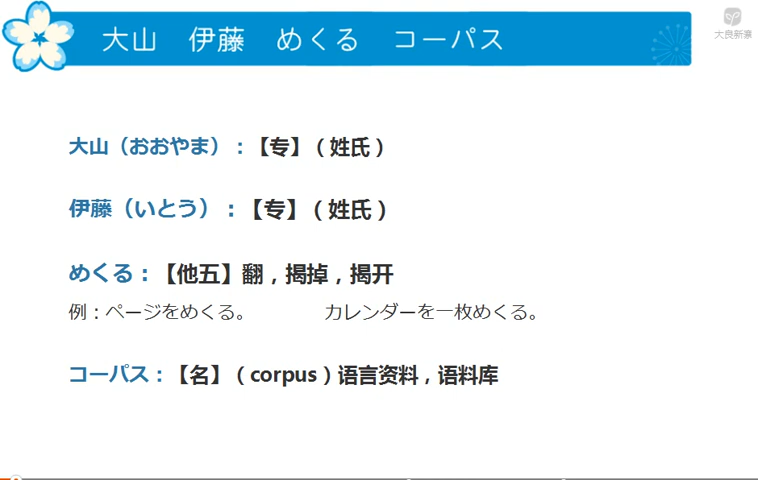 大山 伊藤 めくる コーパス
大良新素
大山（おおやま）：【专】（姓氏）
伊藤（いとう）：【专】（姓氏）
めくる：【他五】翻，揭掉，揭开
例：ページをめくる。 カレンダーを一枚めくる。
コーパス：【名】（corpus）语言资料，语料库